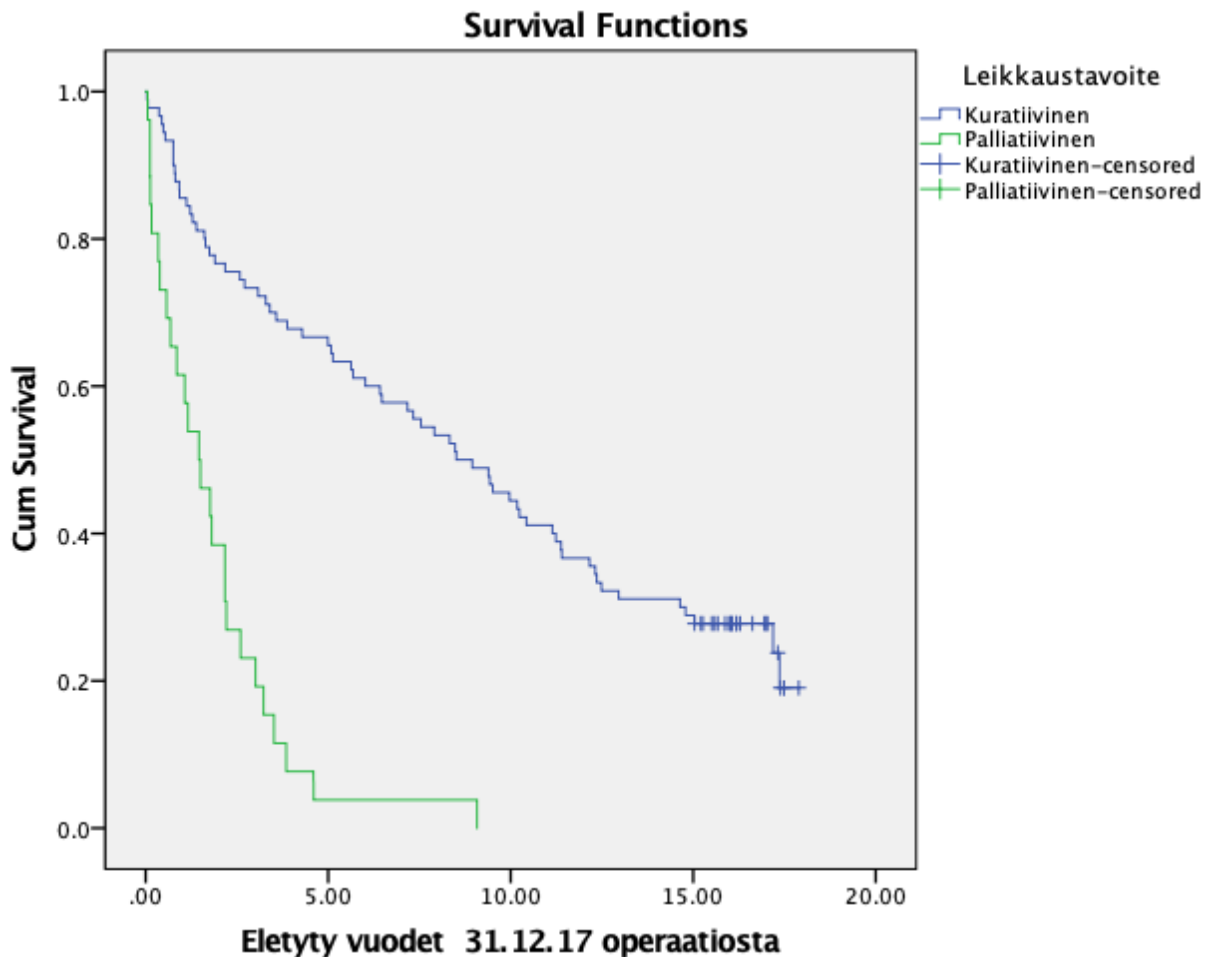 Survival Functions
Leikkaustavoite
Kuratiivinen
Palliatiivinen
Kuratiivinen-censored
Palliatiivinen-censored
Cum Survival
1.0
0.8
0.6
0.4
0.2
0.0
.00 5.00 10.00 15.00 20.00
Eletyty vuodet 31.12.17 operaatiosta